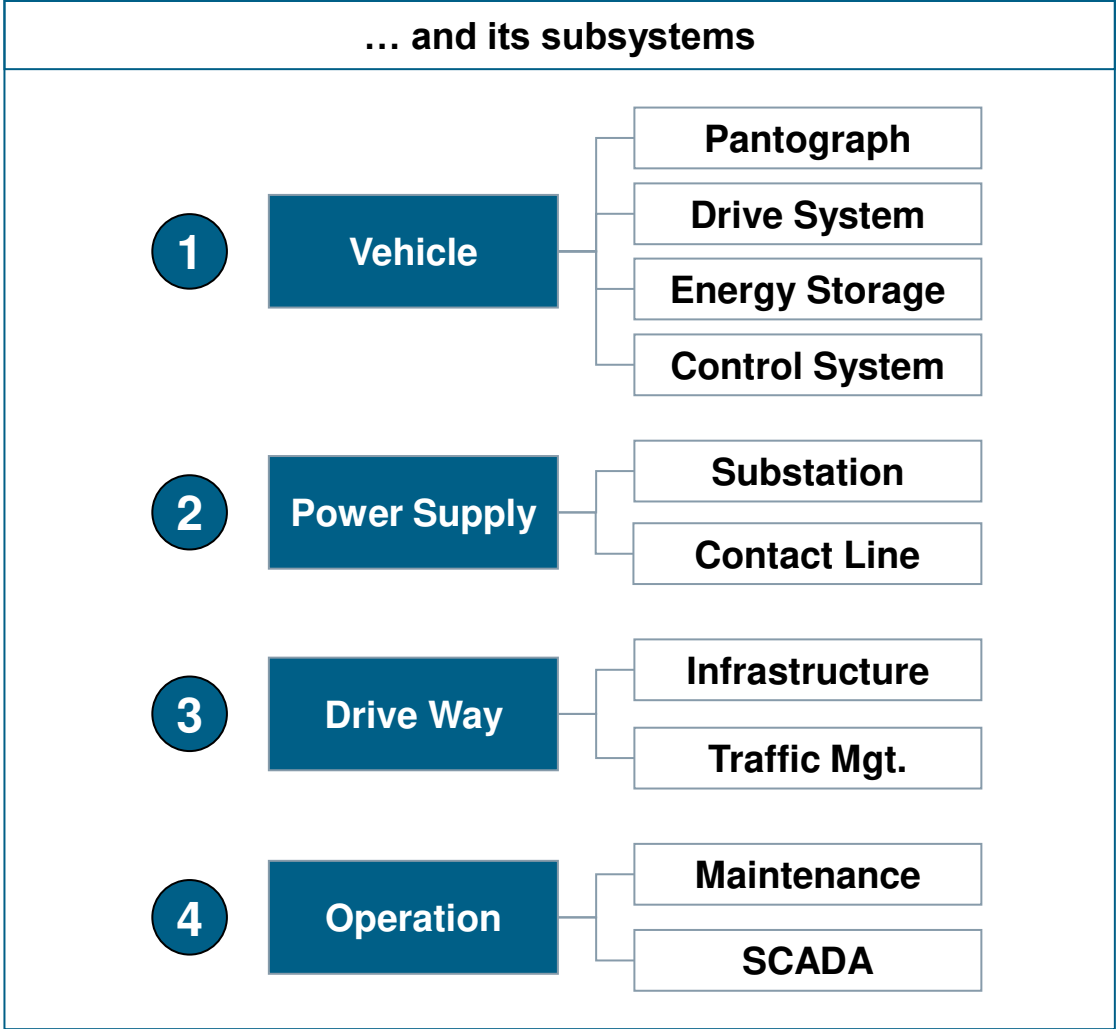 ... and its subsystems
1
Vehicle
Pantograph
Drive System
Energy Storage
Control System
2
Power Supply
Substation
Contact Line
3
Drive Way
Infrastructure
Traffic Mgt.
4
Operation
Maintenance
SCADA